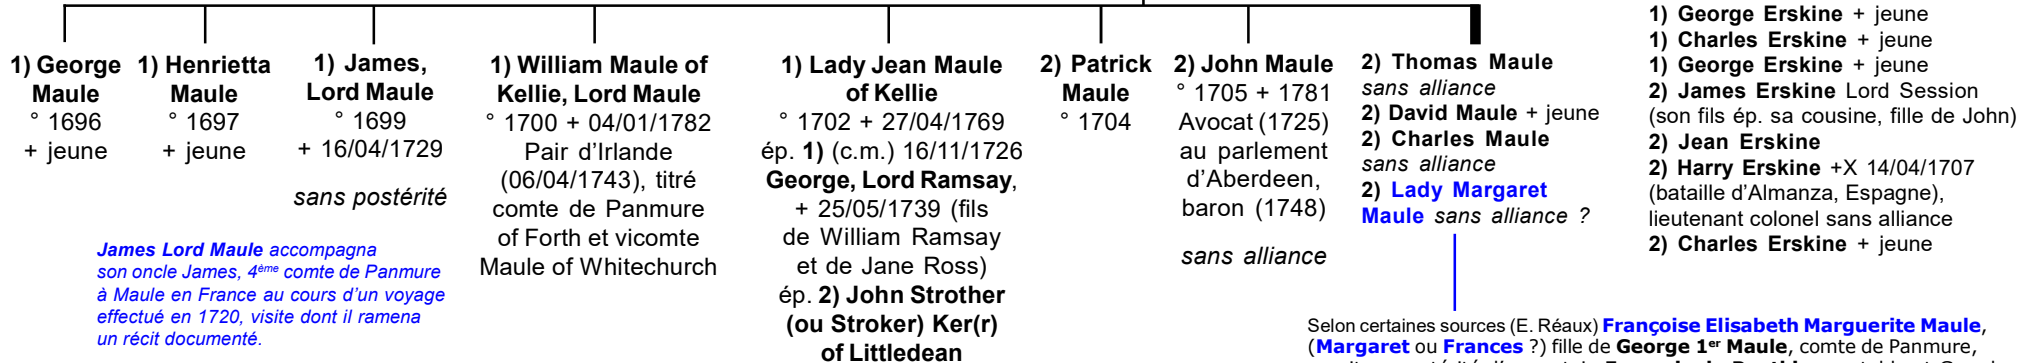 1) George
Maule
° 1696
+ jeune
1) Henrietta
Maule
° 1697
+ jeune
1) James,
Lord Maule
° 1699
+ 16/04/1729
sans postérité
James Lord Maule accompagna
son oncle James, 4ème comte de Panmure
à Maule en France au cours d'un voyage
effectué en 1720, visite dont il ramena
un récit documenté.
1) William Maule of
Kellie, Lord Maule
° 1700 + 04/01/1782
Pair d'Irlande
(06/04/1743), titré
comte de Panmure
of Forth et vicomte
Maule of Whitechurch
1) Lady Jean Maule
of Kellie
° 1702 + 27/04/1769
ép. 1) (c.m.) 16/11/1726
George, Lord Ramsay,
+ 25/05/1739 (fils
de William Ramsay
et de Jane Ross)
ép. 2) John Strother
(ou Stroker) Ker(r)
of Littledean
2) Patrick
Maule
° 1704
2) John Maule
° 1705 + 1781
Avocat (1725)
au parlement
d'Aberdeen,
baron (1748)
sans alliance
2) Thomas Maule
sans alliance
2) David Maule + jeune
2) Charles Maule
sans alliance
2) Lady Margaret
Maule sans alliance ?
1) George Erskine + jeune
1) Charles Erskine + jeune
1) George Erskine + jeune
2) James Erskine Lord Session
(son fils ép. sa cousine, fille de John)
2) Jean Erskine
2) Harry Erskine +X 14/04/1707
(bataille d'Almanza, Espagne),
lieutenant colonel sans alliance
2) Charles Erskine + jeune
Selon certaines sources (E. Réaux) Françoise Elisabeth Marguerite Maule,
(Margaret ou Frances ?) fille de George 1er Maule, comte de Panmure,